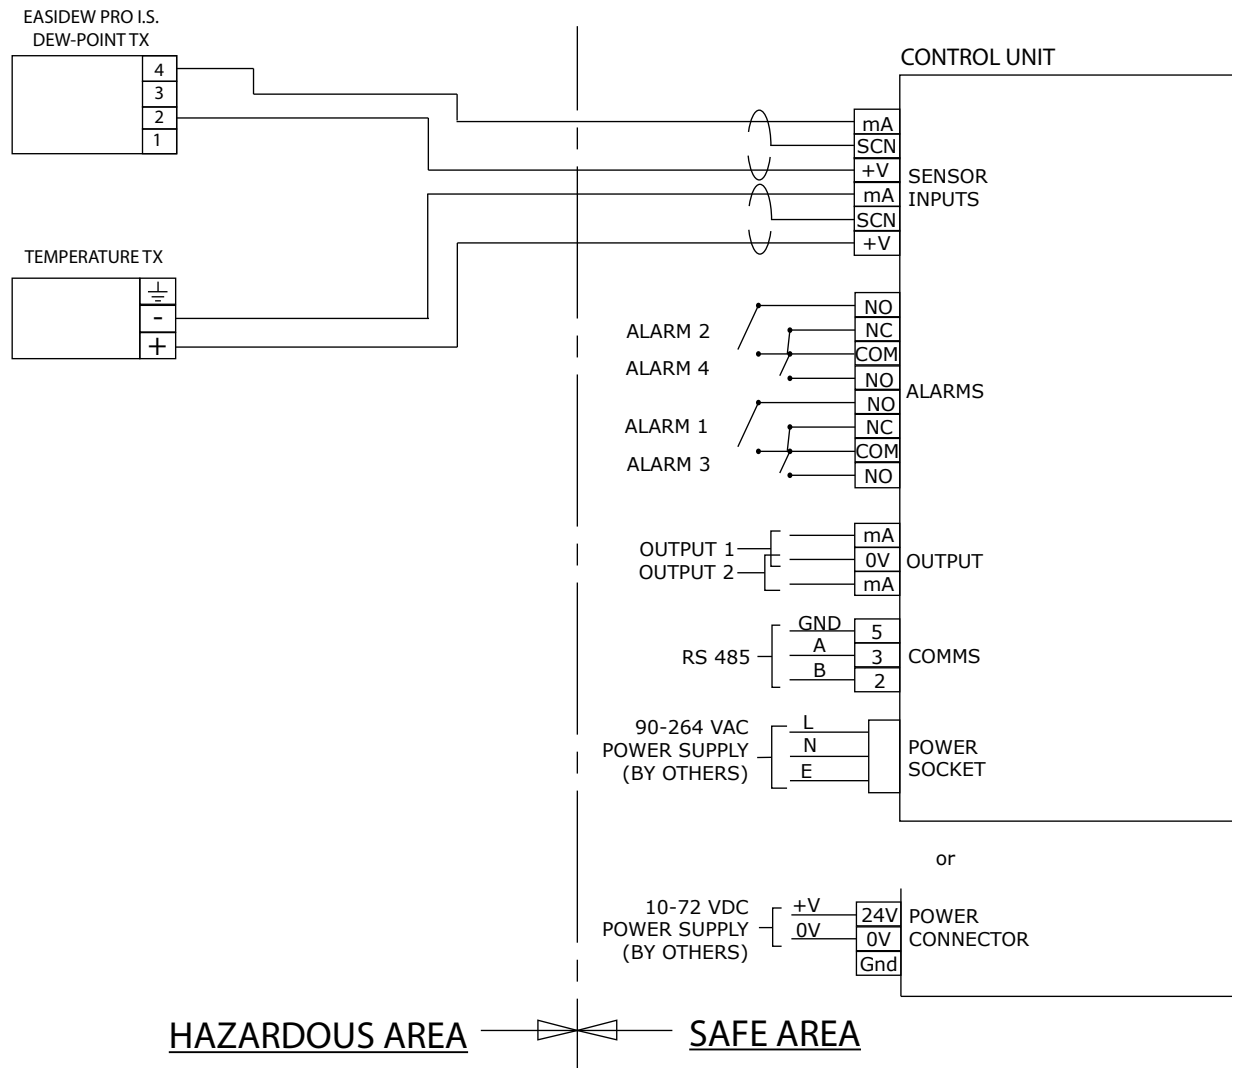 EASIDEW PRO I.S.
DEW-POINT TX
4
3
2
1
TEMPERATURE TX
-
+
CONTROL UNIT
mA
SCN
+V
mA
SCN
+V
SENSOR
INPUTS
ALARM 2
ALARM 4
ALARM 1
ALARM 3
NO
NC
COM
NO
NO
NC
COM
NO
ALARMS
OUTPUT 1
OUTPUT 2
mA
0V
mA
OUTPUT
RS 485
GND
A
B
5
3
2
COMMS
90-264 VAC
POWER SUPPLY
(BY OTHERS)
L
N
E
POWER
SOCKET
or
10-72 VDC
POWER SUPPLY
(BY OTHERS)
+V
0V
24V
0V
Gnd
POWER
CONNECTOR
HAZARDOUS AREA
SAFE AREA